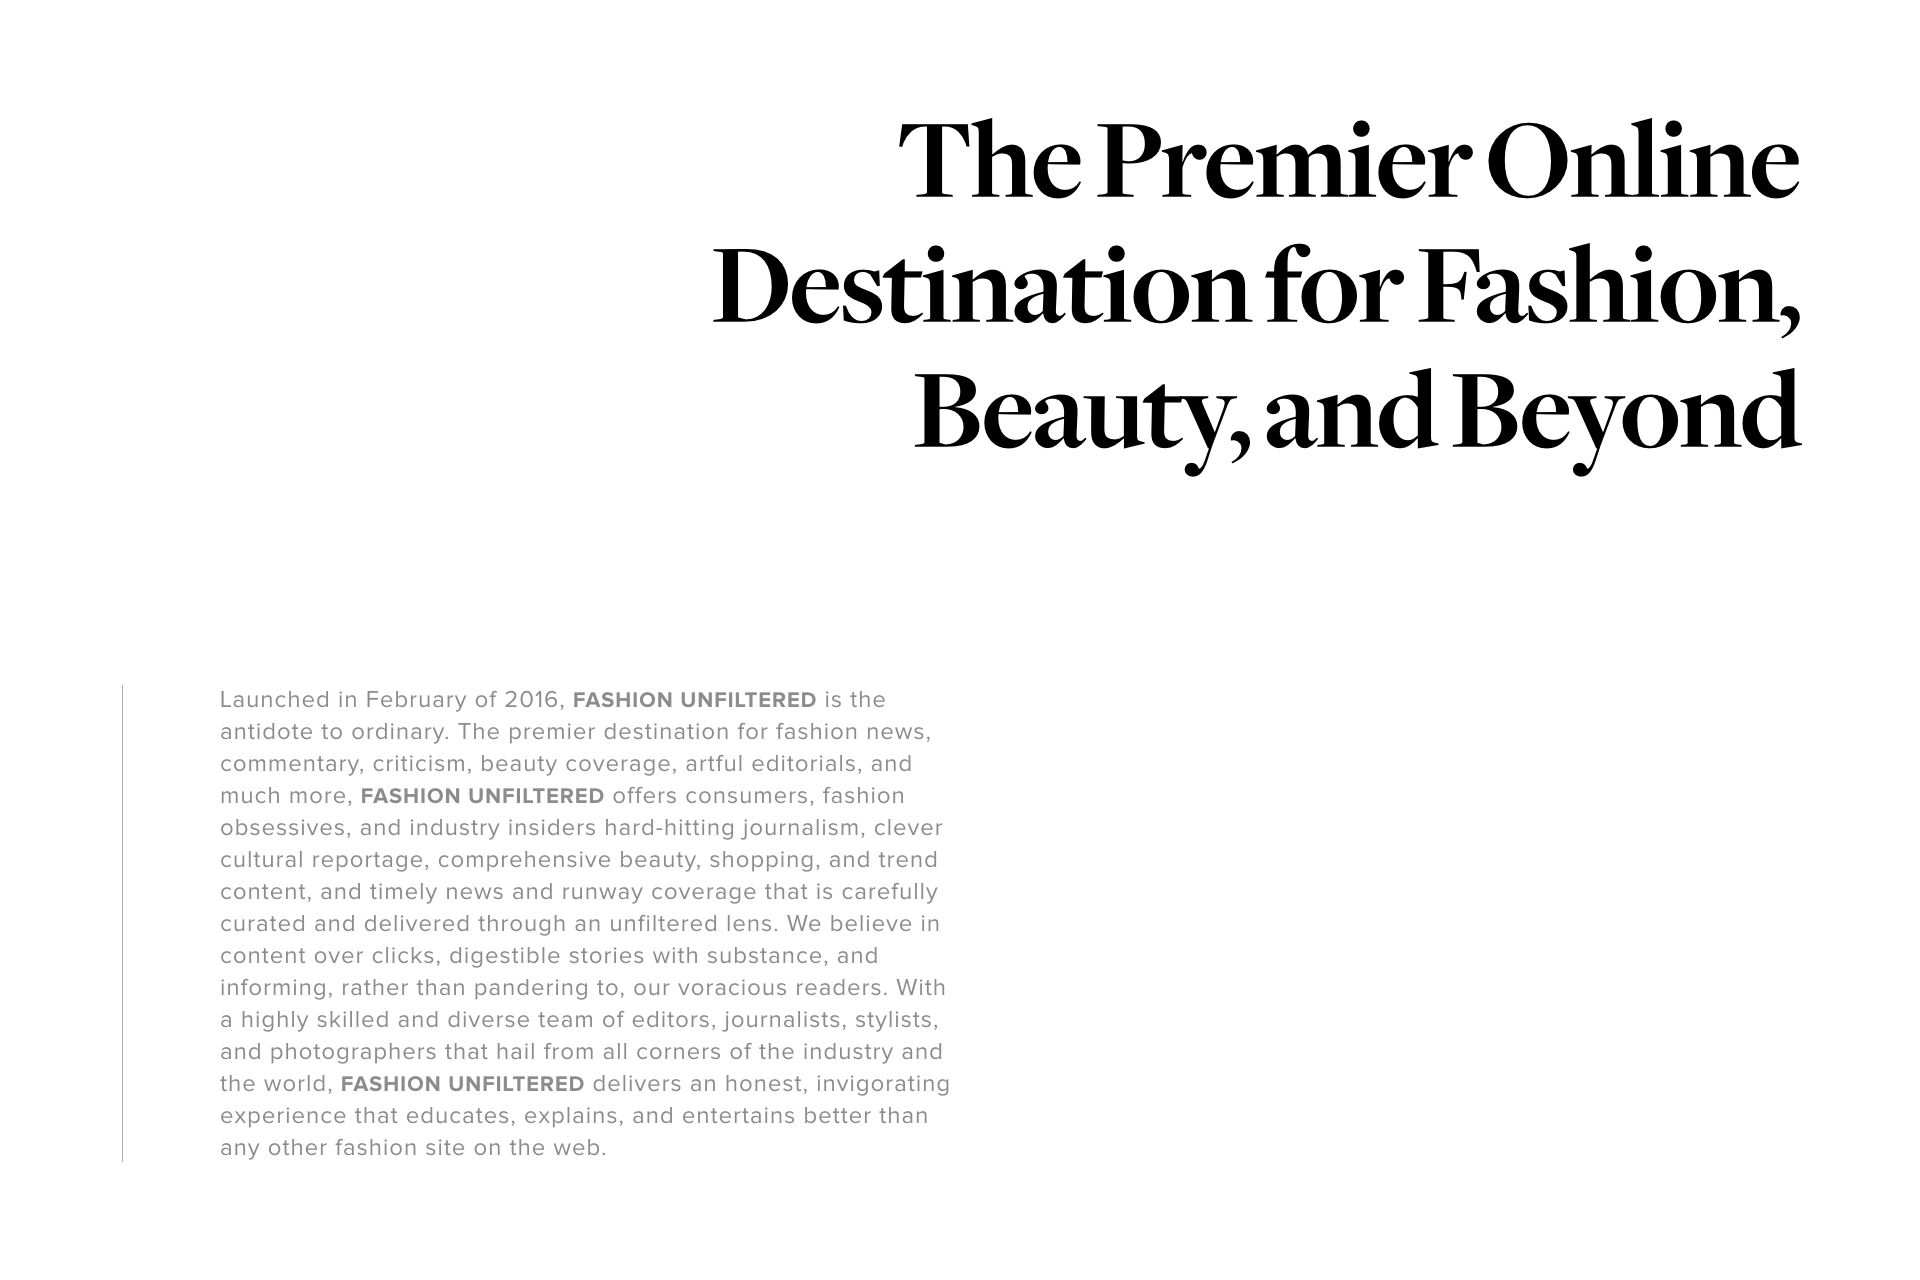 The Premier Online
Destination for Fashion,
Beauty, and Beyond
Launched in February of 2016, FASHION UNFILTERED is the
antidote to ordinary. The premier destination for fashion news,
commentary, criticism, beauty coverage, artful editorials, and
much more, FASHION UNFILTERED offers consumers, fashion
obsessives, and industry insiders hard-hitting journalism, clever
cultural reportage, comprehensive beauty, shopping, and trend
content, and timely news and runway coverage that is carefully
curated and delivered through an unfiltered lens. We believe in
content over clicks, digestible stories with substance, and
informing, rather than pandering to, our voracious readers. With
a highly skilled and diverse team of editors, journalists, stylists,
and photographers that hail from all corners of the industry and
the world, FASHION UNFILTERED delivers an honest, invigorating
experience that educates, explains, and entertains better than
any other fashion site on the web.